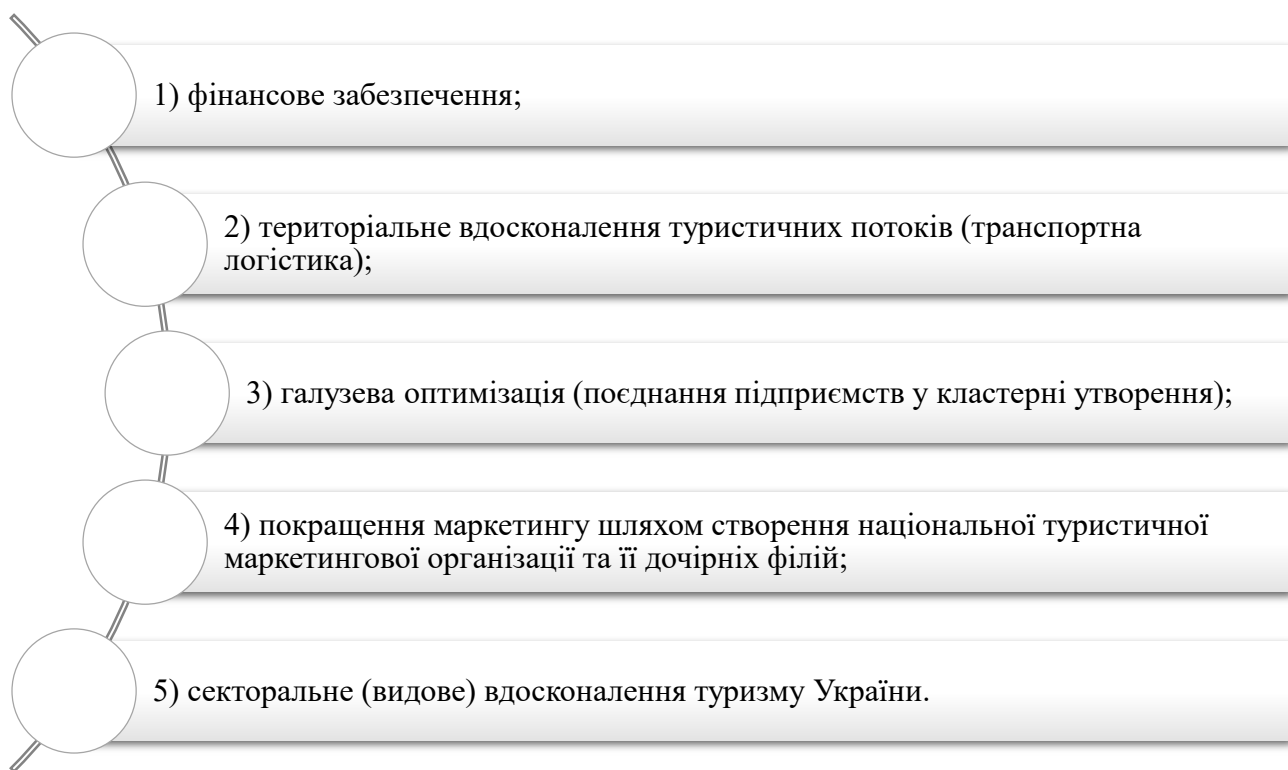 1) фінансове забезпечення;
2) територіальне вдосконалення туристичних потоків (транспортна
логістика);
3) галузева оптимізація (поєднання підприємств у кластерні утворення);
4) покращення маркетингу шляхом створення національної туристичної
маркетингової організації та її дочірніх філій;
5) секторальне (видове) вдосконалення туризму України.